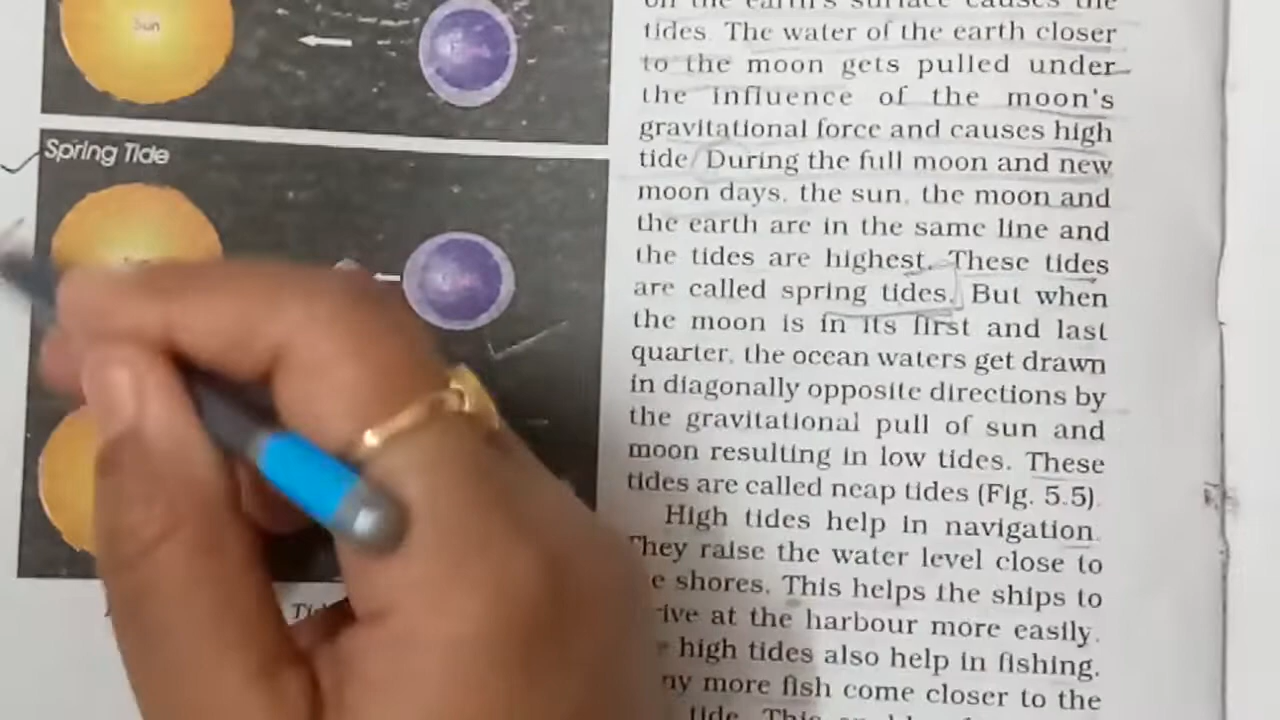 Sun
Spring Tide
on the earth's surface causes the
tides. The water of the earth closer
to the moon gets pulled under
the influence of the moon's
gravitational force and causes high
tide. During the full moon and new
moon days, the sun, the moon and
the earth are in the same line and
the tides are highest. These tides
are called spring tides. But when
the moon is in its first and last
quarter, the ocean waters get drawn
in diagonally opposite directions by
the gravitational pull of sun and
moon resulting in low tides. These
tides are called neap tides (Fig. 5.5).
High tides help in navigation.
They raise the water level close to
shores. This helps the ships to
at the harbour more easily.
high tides also help in fishing.
more fish come closer to the
tide. This